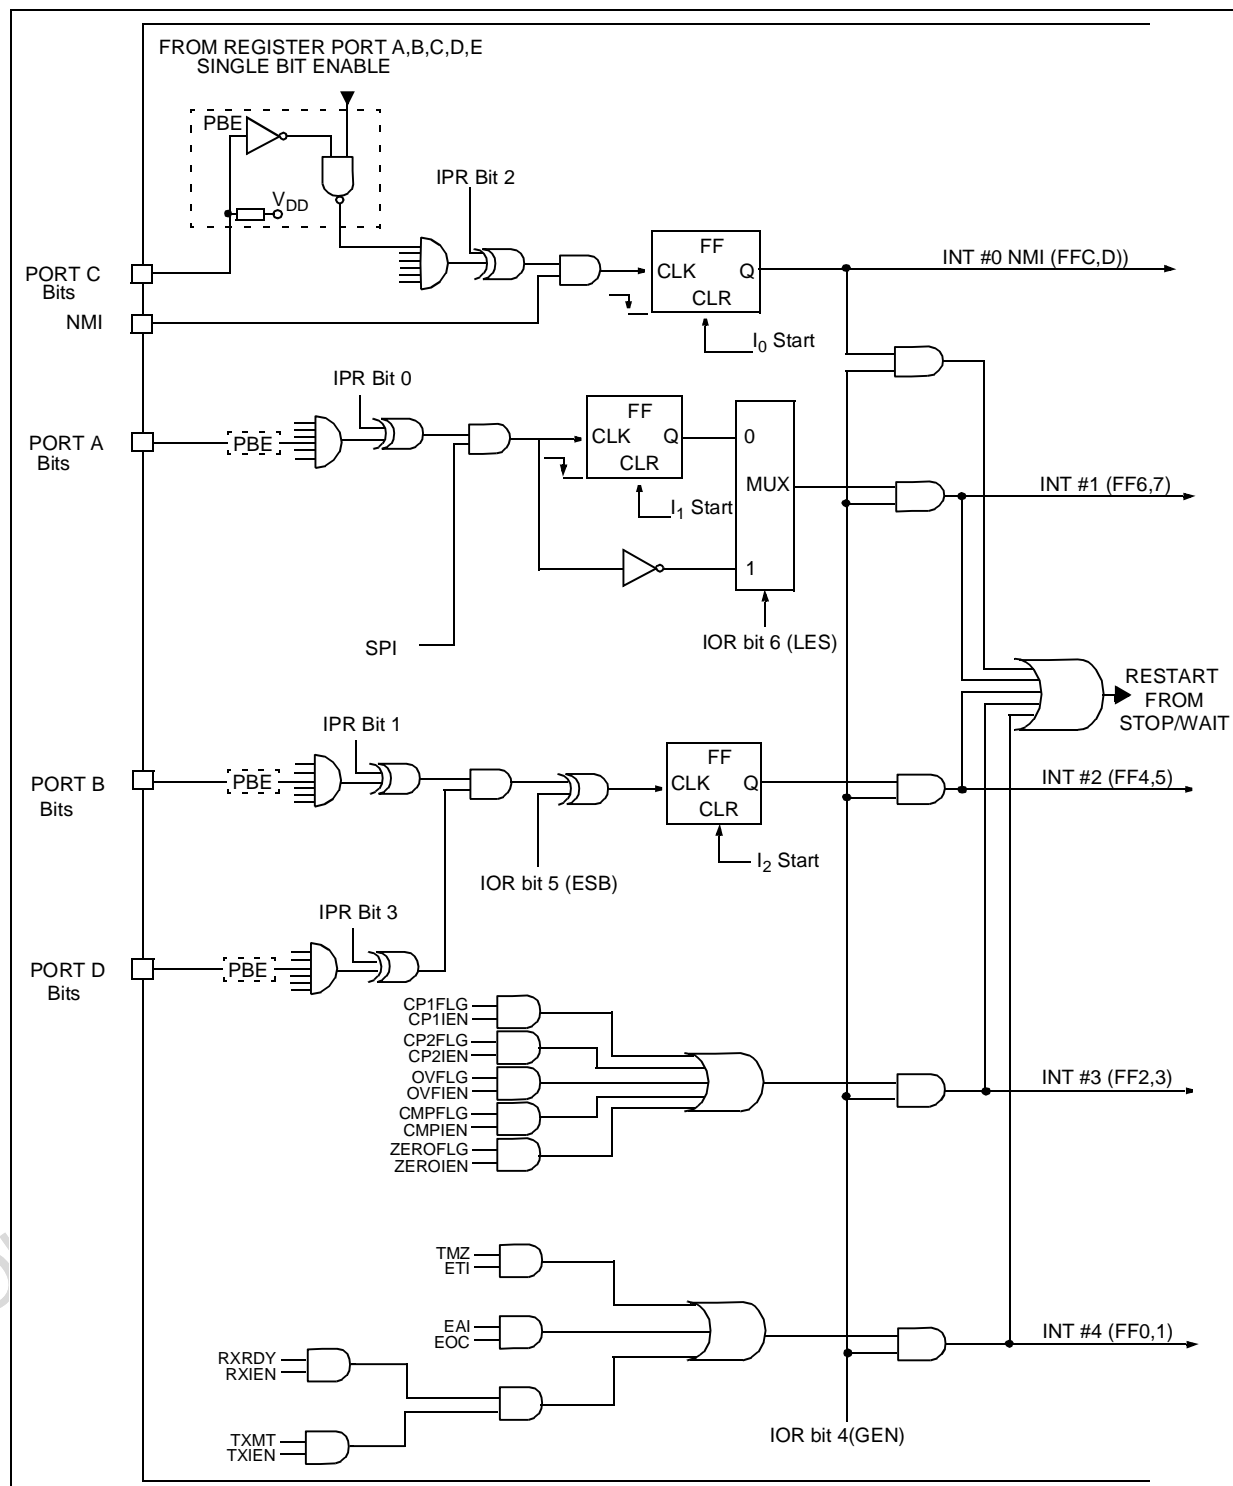 FROM REGISTER PORT A,B,C,D,E
SINGLE BIT ENABLE
PBE
VDD
IPR Bit 2
PORT C
Bits
NMI
FF
CLK
Q
CLR
I0 Start
INT #0 NMI (FFC,D))
IPR Bit 0
PORT A
Bits
PBE
FF
CLK
Q
CLR
I1 Start
0
MUX
1
INT #1 (FF6,7)
SPI
IOR bit 6 (LES)
RESTART
FROM
STOP/WAIT
IPR Bit 1
PORT B
Bits
PBE
FF
CLK
Q
CLR
I2 Start
INT #2 (FF4,5)
IOR bit 5 (ESB)
IPR Bit 3
PORT D
Bits
PBE
CP1FLG
CP1IEN
CP2FLG
CP2IEN
OVFLG
OVFIEN
CMPFLG
CMPIEN
ZEROFLG
ZEROIEN
INT #3 (FF2,3)
TMZ
ETI
EAI
EOC
RXRDY
RXIEN
TXMT
TXIEN
INT #4 (FF0,1)
IOR bit 4(GEN)